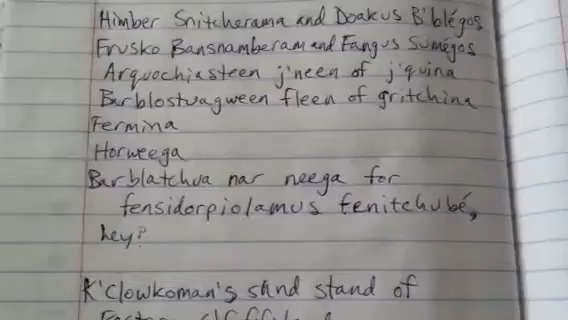 Himber Snitcherama and Doakus B'blégos
Frusko Bansnamberam and Fangus Sumégos
Arquochiasteen j'neen of j'quina
Barblostuagween fleen of gritchina
Fermina
Horweega
Barblatchua nar neega for
fensidorpiolamus fenitchubé,
hey?
K'Clowkoman's sand stand of